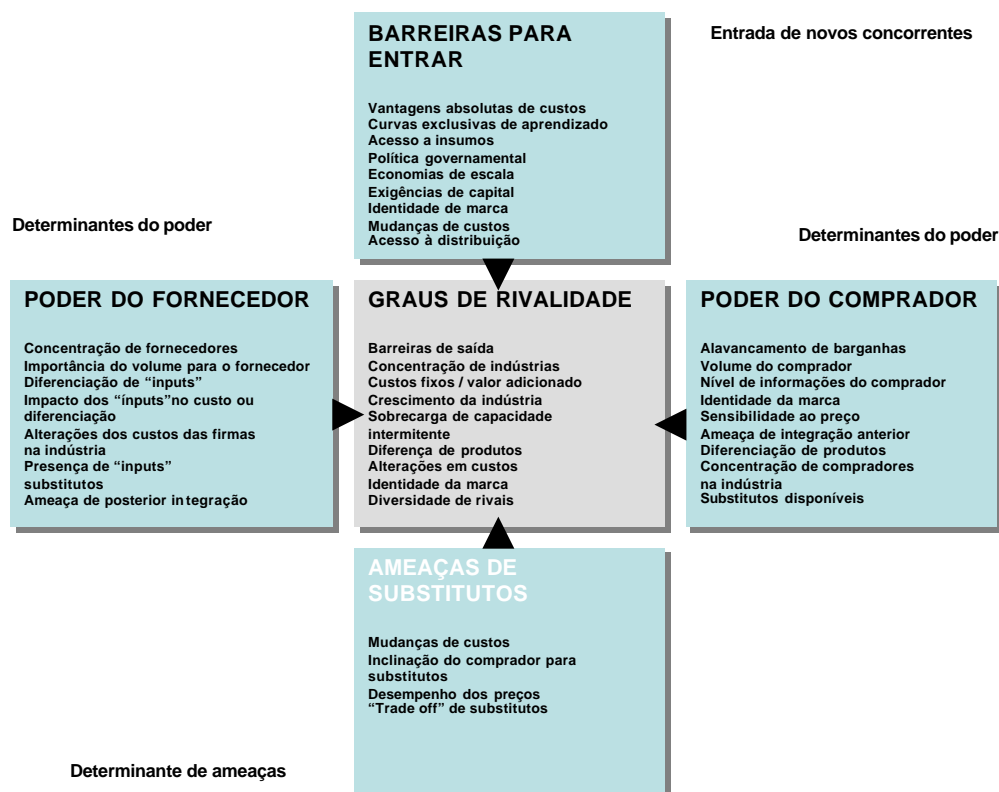 BARREIRAS PARA
ENTRAR
Entrada de novos concorrentes
Vantagens absolutas de custos
Curvas exclusivas de aprendizado
Acesso a insumos
Política governamental
Economias de escala
Exigências de capital
Identidade de marca
Mudanças de custos
Acesso à distribuição
Determinantes do poder
Determinantes do poder
PODER DO FORNECEDOR
Concentração de fornecedores
Importância do volume para o fornecedor
Diferenciação de “inputs”
Impacto dos “ínputs”no custo ou
diferenciação
Alterações dos custos das firmas
na indústria
Presença de “inputs”
substitutos
Ameaça de posterior integração
GRAUS DE RIVALIDADE
Barreiras de saída
Concentração de indústrias
Custos fixos / valor adicionado
Crescimento da indústria
Sobrecarga de capacidade
intermitente
Diferença de produtos
Alterações em custos
Identidade da marca
Diversidade de rivais
PODER DO COMPRADOR
Alavancamento de barganhas
Volume do comprador
Nível de informações do comprador
Identidade da marca
Sensibilidade ao preço
Ameaça de integração anterior
Diferenciação de produtos
Concentração de compradores
na indústria
Substitutos disponíveis
AMEAÇAS DE
SUBSTITUTOS
Mudanças de custos
Inclinação do comprador para
substitutos
Desempenho dos preços
“Trade off” de substitutos
Determinante de ameaças